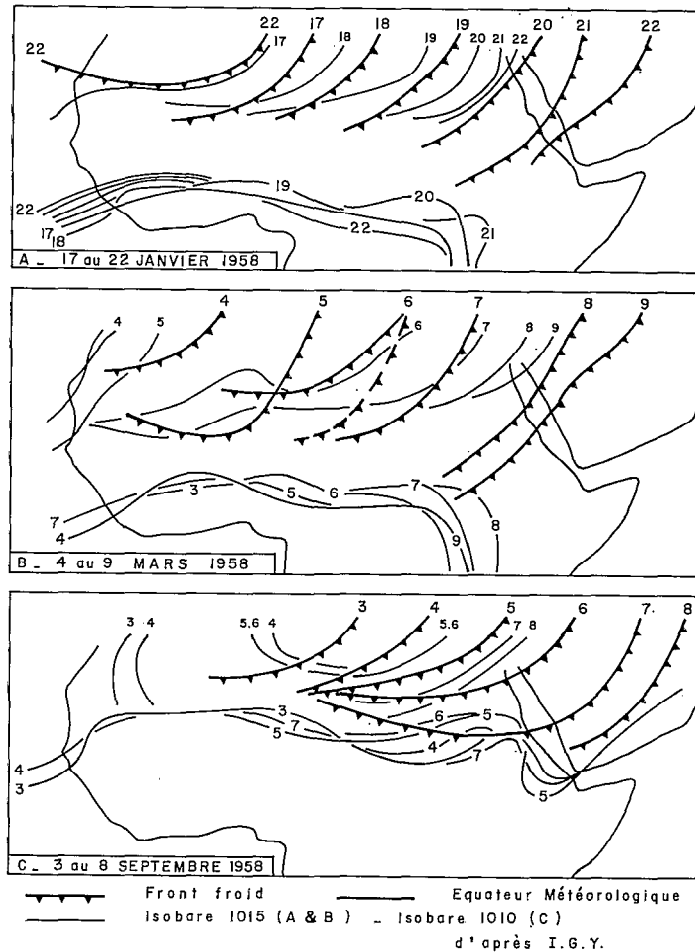 22 17 18 19 20 21 22
22 17 18 19 20 21 22
22 19 20
17 18 22 21
A_ 17 au 22 JANVIER 1958
4 5 6 7 8 9
4 5 6 7 8 9
7 3 5 6 7
4 9 8
B_ 4 au 9 MARS 1958
3 4 5 6 7 8
3 4 5.6 4 5.6 7 8
3 6 5
5 7 4 7
4
3 5
C_ 3 au 8 SEPTEMBRE 1958
Front froid Equateur Météorologique
Isobare 1015 (A & B) _ Isobare 1010 (C)
d'après I.G.Y.